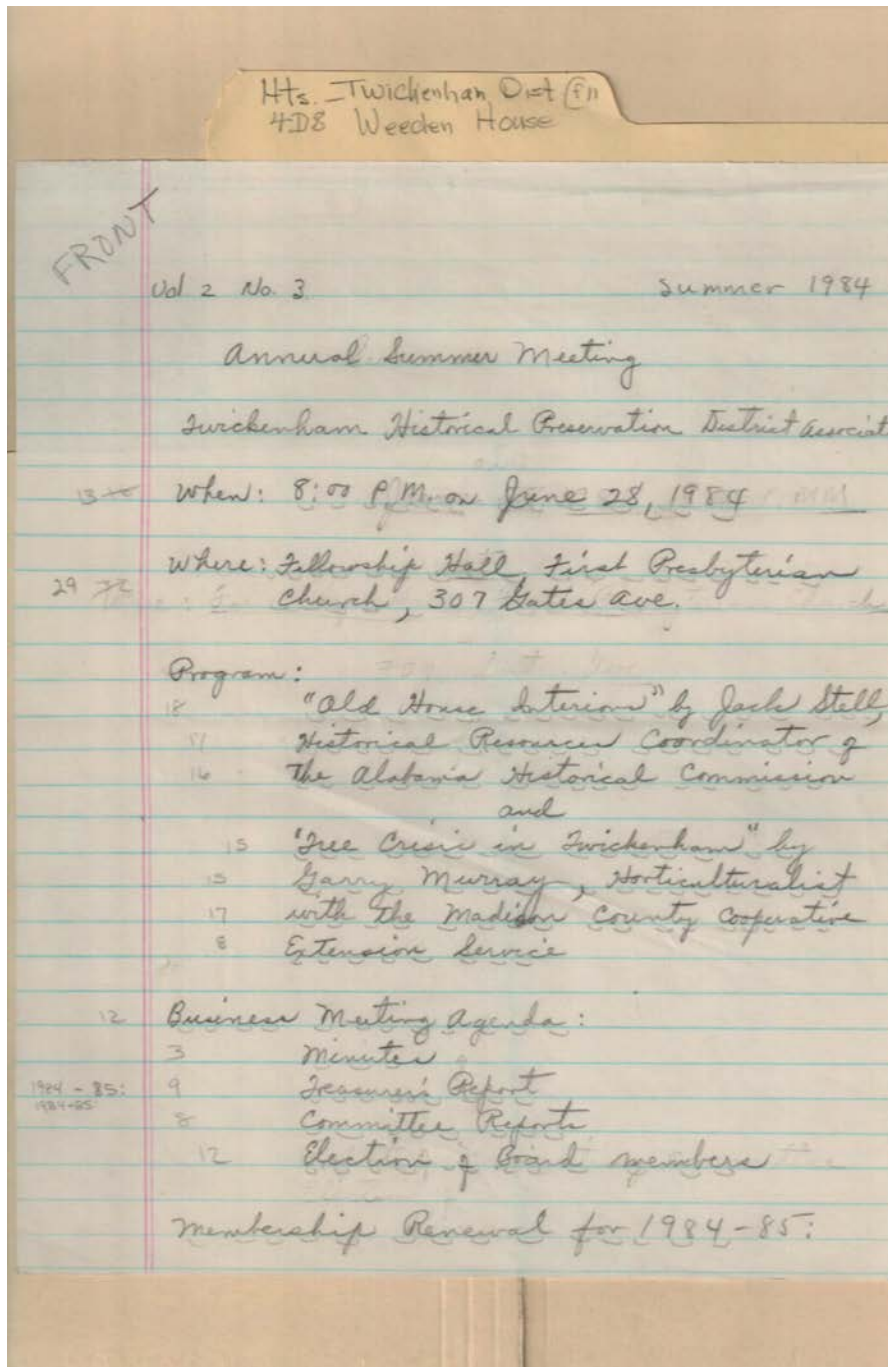 Hts. - Twickenham Dist
4D8 Weeden House
FRONT
Vol 2 No. 3 Summer 1984
Annual Summer Meeting
Twickenham Historical Preservation District Associat
13 When: 8:00 P.M. on June 28, 1984
Where: Fellowship Hall, First Presbyterian
29 Church, 307 Gates Ave.
Program:
18 "Old House Interiors" by Jack Stell,
17 Historical Resources Coordinator of
16 The Alabama Historical Commission
and
15 "Tree Crisis in Twickenham" by
15 Garry Murray, Horticulturalist
17 with the Madison County Cooperative
8 Extension Service
12 Business Meeting Agenda:
3 Minutes
1984 - 85: 9 Treasurer's Report
1984-85:
8 Committee Reports
12 Election of Board members
Membership Renewal for 1984-85: